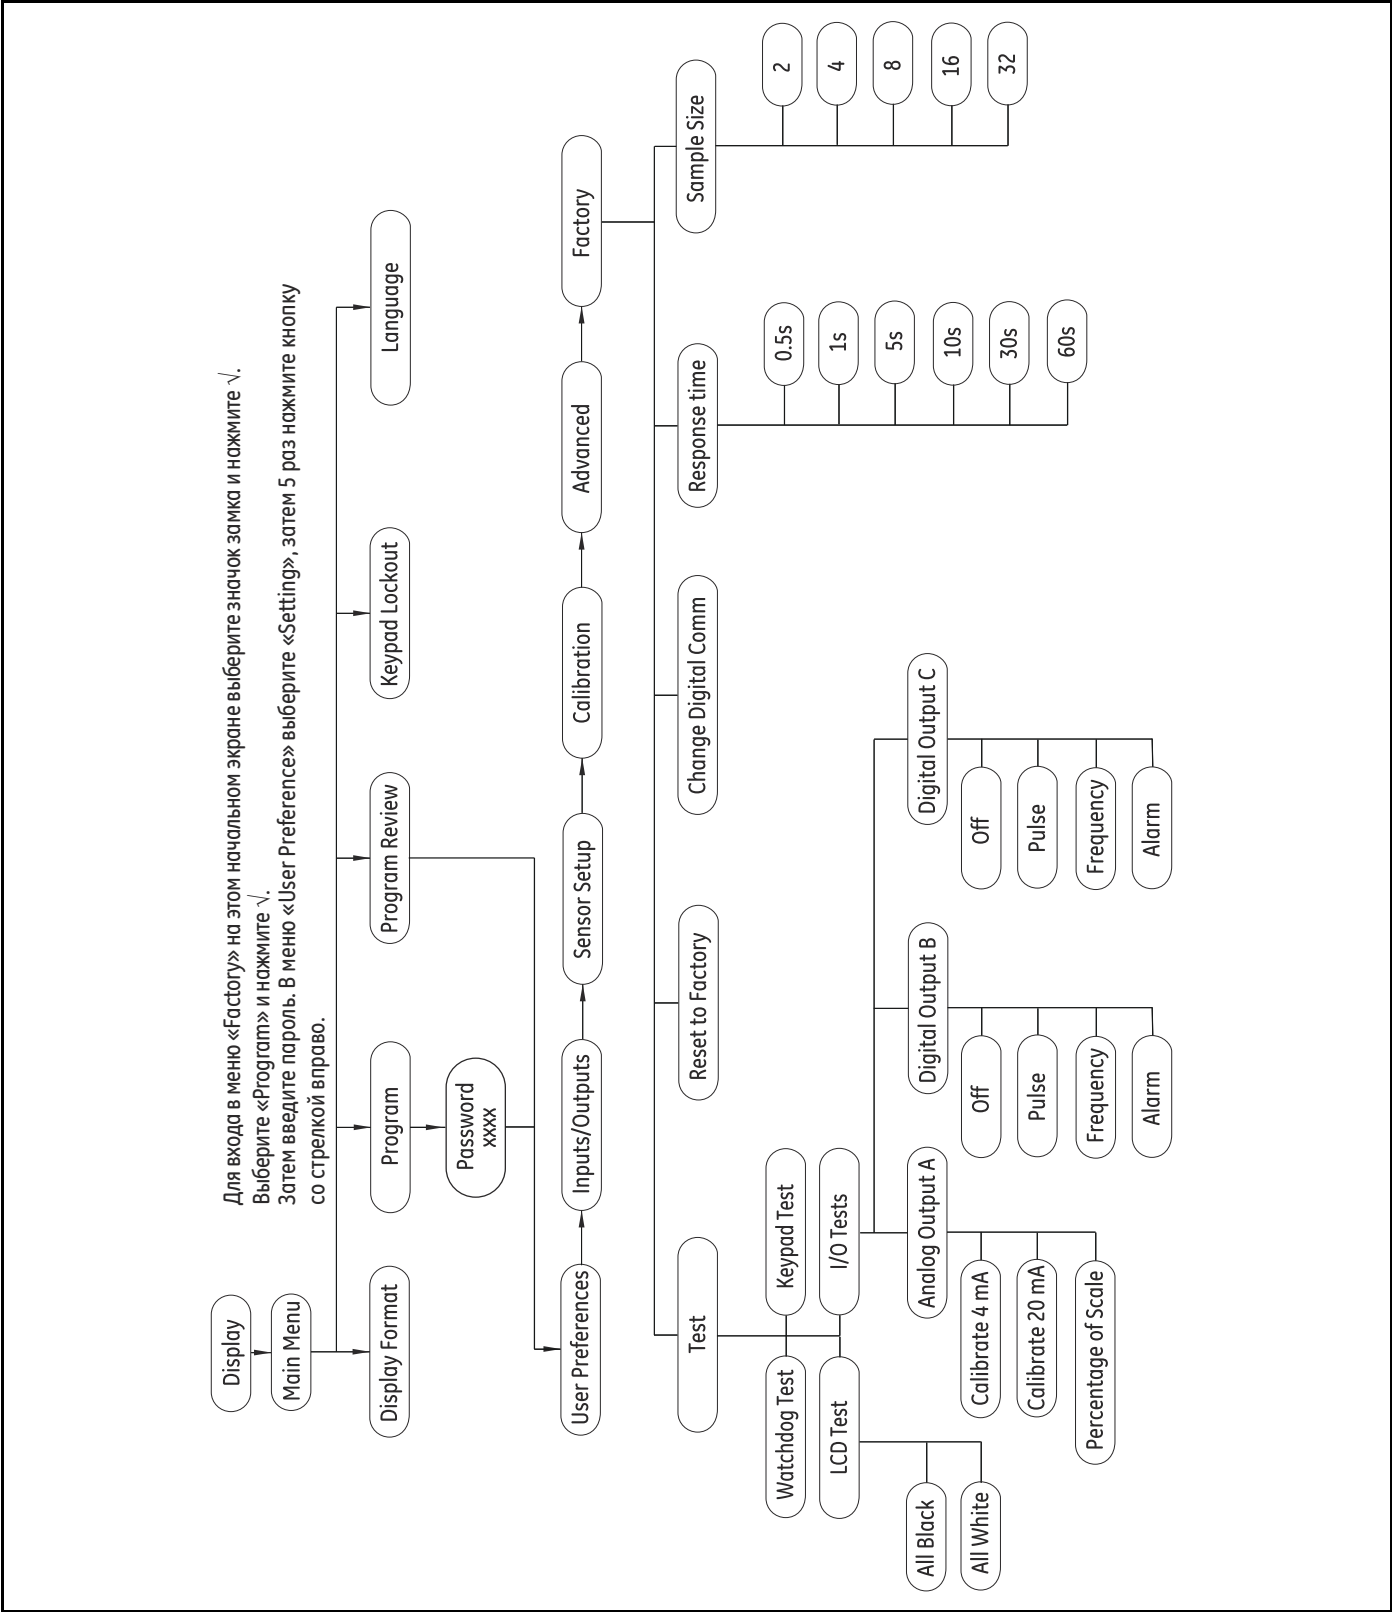 Для входа в меню «Factory» на этом начальном экране выберите значок замка и нажмите √.
Выберите «Program» и нажмите √.
Затем введите пароль. В меню «User Preference» выберите «Setting», затем 5 раз нажмите кнопку
со стрелкой вправо.
Display
Main Menu
Display Format
Program
Program Review
Keypad Lockout
Language
Password
xxxx
User Preferences
Inputs/Outputs
Sensor Setup
Calibration
Advanced
Factory
Test
Reset to Factory
Change Digital Comm
Response time
Sample Size
Watchdog Test
Keypad Test
LCD Test
I/O Tests
0.5s
1s
5s
10s
30s
60s
2
4
8
16
32
All Black
All White
Analog Output A
Digital Output B
Digital Output C
Calibrate 4 mA
Calibrate 20 mA
Percentage of Scale
Off
Pulse
Frequency
Alarm
Off
Pulse
Frequency
Alarm